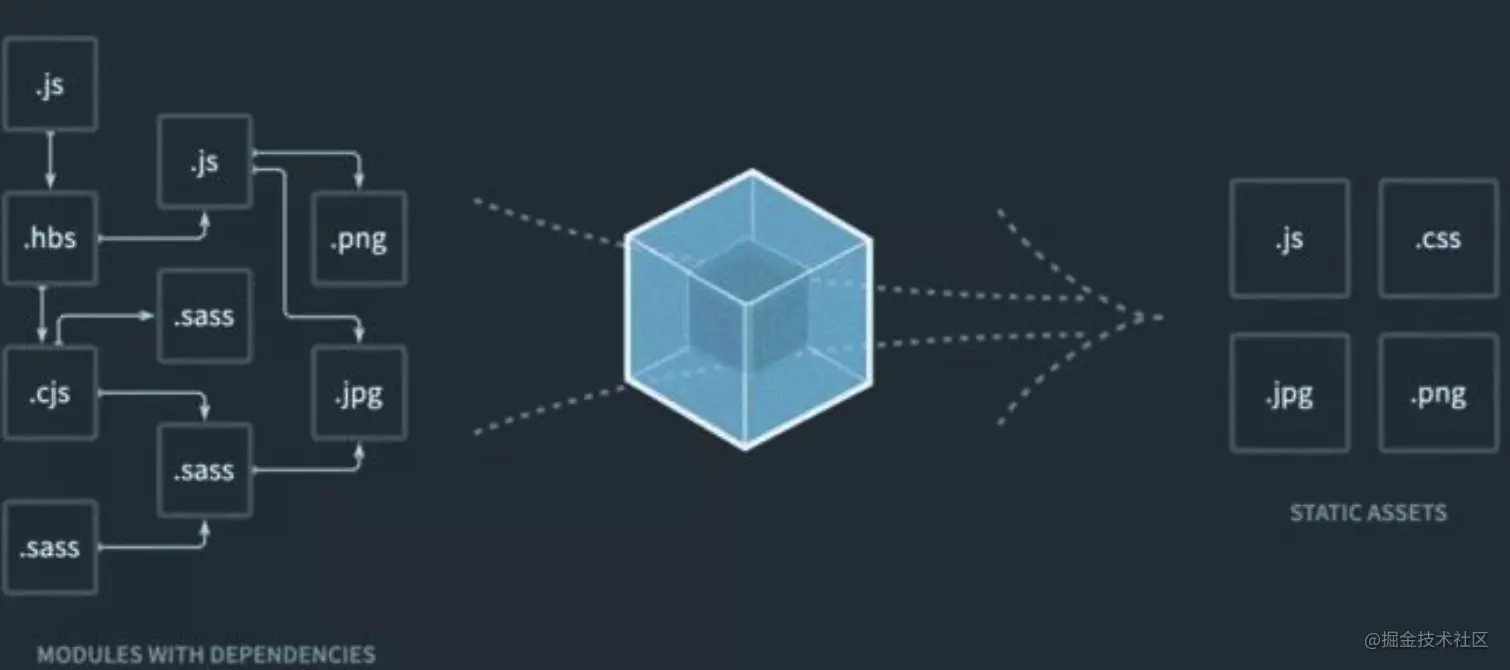 .js
.js
.hbs
.png
.sass
.cjs
.jpg
.sass
.sass
MODULES WITH DEPENDENCIES
.js
.css
.jpg
.png
STATIC ASSETS
@掘金技术社区